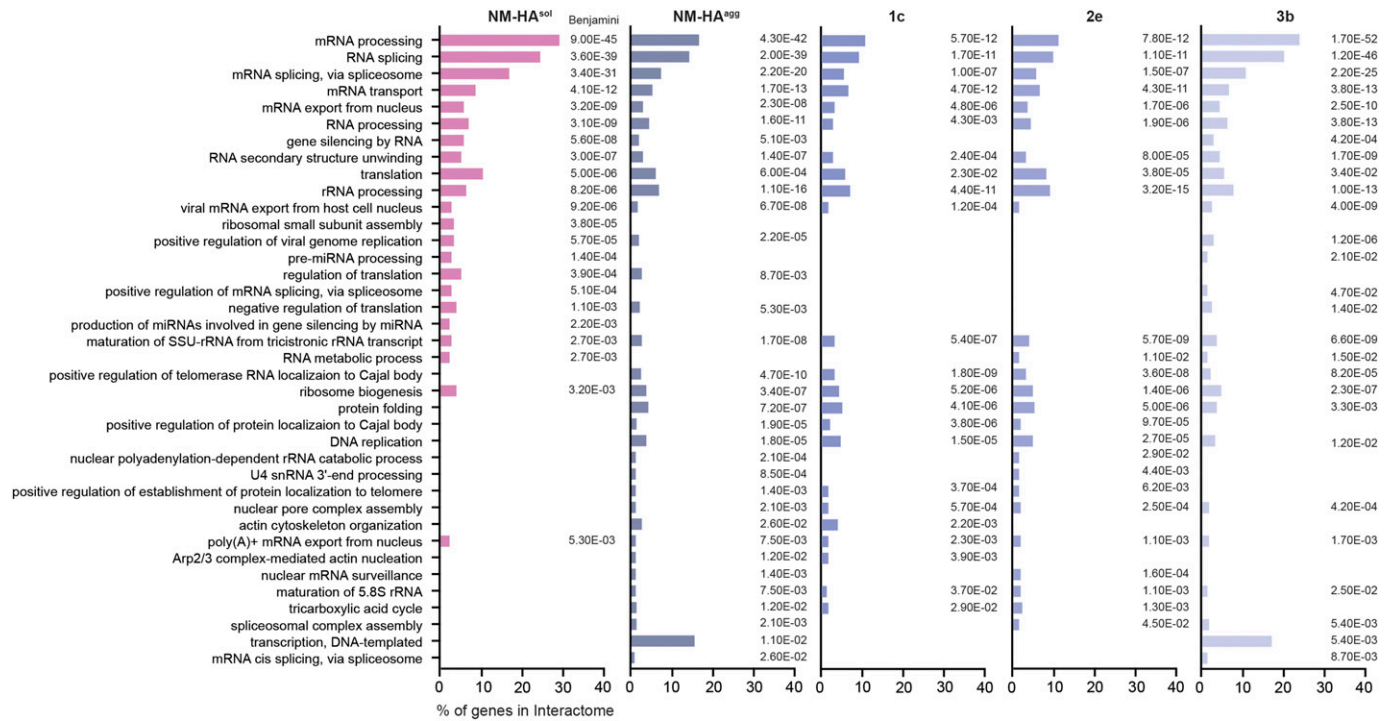 NM-HAsol Benjamini NM-HAagg 1c 2e 3b
mRNA processing 9.00E-45 4.30E-42 5.70E-12 7.80E-12 1.70E-52
RNA splicing 3.60E-39 2.00E-39 1.70E-11 1.10E-11 1.20E-46
mRNA splicing, via spliceosome 3.40E-31 2.20E-20 1.00E-07 1.50E-07 2.20E-25
mRNA transport 4.10E-12 1.70E-13 4.70E-12 4.30E-11 3.80E-13
mRNA export from nucleus 3.20E-09 2.30E-08 4.80E-06 1.70E-06 2.50E-10
RNA processing 3.10E-09 1.60E-11 4.30E-03 1.90E-06 3.80E-13
gene silencing by RNA 5.60E-08 5.10E-03 4.20E-04
RNA secondary structure unwinding 3.00E-07 1.40E-07 2.40E-04 8.00E-05 1.70E-09
translation 5.00E-06 6.00E-04 2.30E-02 3.80E-05 3.40E-02
rRNA processing 8.20E-06 1.10E-16 4.40E-11 3.20E-15 1.00E-13
viral mRNA export from host cell nucleus 9.20E-06 6.70E-08 1.20E-04 4.00E-09
ribosomal small subunit assembly 3.80E-05
positive regulation of viral genome replication 5.70E-05 2.20E-05 1.20E-06
pre-miRNA processing 1.40E-04 2.10E-02
regulation of translation 3.90E-04 8.70E-03
positive regulation of mRNA splicing, via spliceosome 5.10E-04 4.70E-02
negative regulation of translation 1.10E-03 5.30E-03 1.40E-02
production of miRNAs involved in gene silencing by miRNA 2.20E-03
maturation of SSU-rRNA from tricistronic rRNA transcript 2.70E-03 1.70E-08 5.40E-07 5.70E-09 6.60E-09
RNA metabolic process 2.70E-03 1.10E-02 1.50E-02
positive regulation of telomerase RNA localizaion to Cajal body 4.70E-10 1.80E-09 3.60E-08 8.20E-05
ribosome biogenesis 3.20E-03 3.40E-07 5.20E-06 1.40E-06 2.30E-07
protein folding 7.20E-07 4.10E-06 5.00E-06 3.30E-03
positive regulation of protein localizaion to Cajal body 1.90E-05 3.80E-06 9.70E-05
DNA replication 1.80E-05 1.50E-05 2.70E-05 1.20E-02
nuclear polyadenylation-dependent rRNA catabolic process 2.10E-04 2.90E-02
U4 snRNA 3'-end processing 8.50E-04 4.40E-03
positive regulation of establishment of protein localization to telomere 1.40E-03 3.70E-04 6.20E-03
nuclear pore complex assembly 2.10E-03 5.70E-04 2.50E-04 4.20E-04
actin cytoskeleton organization 2.60E-02 2.20E-03
poly(A)+ mRNA export from nucleus 5.30E-03 7.50E-03 2.30E-03 1.10E-03 1.70E-03
Arp2/3 complex-mediated actin nucleation 1.20E-02 3.90E-03
nuclear mRNA surveillance 1.40E-03 1.60E-04
maturation of 5.8S rRNA 7.50E-03 3.70E-02 1.10E-03 2.50E-02
tricarboxylic acid cycle 1.20E-02 2.90E-02 1.30E-03
spliceosomal complex assembly 2.10E-03 4.50E-02 5.40E-03
transcription, DNA-templated 1.10E-02 5.40E-03
mRNA cis splicing, via spliceosome 2.60E-02 8.70E-03
0 10 20 30 40 0 10 20 30 40 0 10 20 30 40 0 10 20 30 40 0 10 20 30 40
% of genes in Interactome